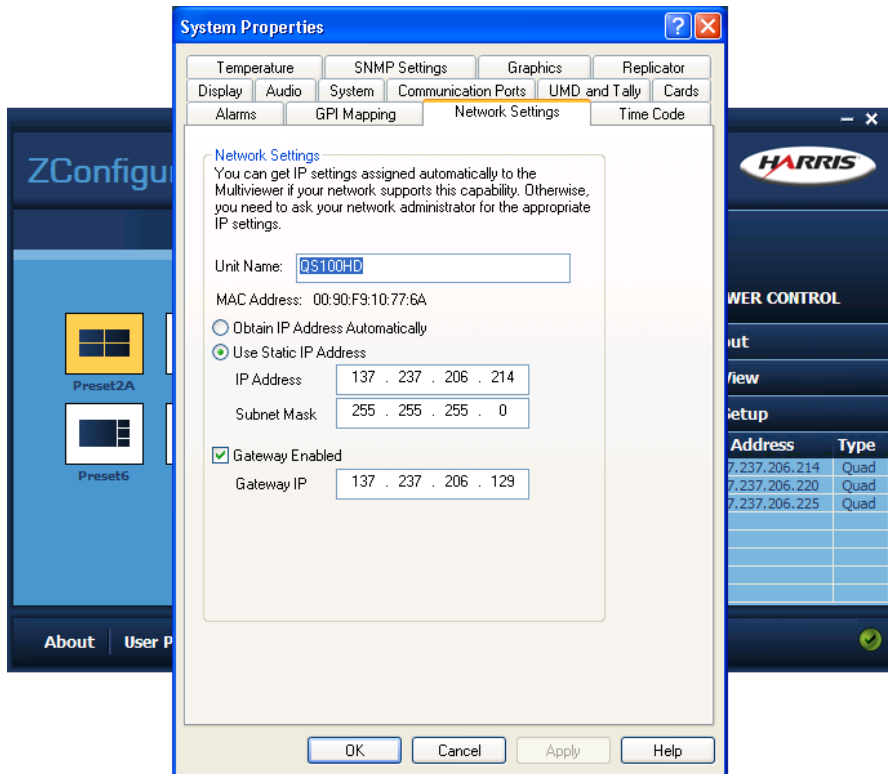 System Properties
Temperature SNMP Settings Graphics Replicator
Display Audio System Communication Ports UMD and Tally Cards
Alarms GPI Mapping Network Settings Time Code
Network Settings
You can get IP settings assigned automatically to the
Multiviewer if your network supports this capability. Otherwise,
you need to ask your network administrator for the appropriate
IP settings.
Unit Name: QS100HD
MAC Address: 00:90:F9:10:77:6A
Obtain IP Address Automatically
Use Static IP Address
IP Address 137 . 237 . 206 . 214
Subnet Mask 255 . 255 . 255 . 0
Gateway Enabled
Gateway IP 137 . 237 . 206 . 129
OK Cancel Apply Help
ZConfigu
HARRIS
Preset2A
Preset6
WER CONTROL
out
View
Setup
Address Type
7.237.206.214 Quad
7.237.206.220 Quad
7.237.206.225 Quad
About User P